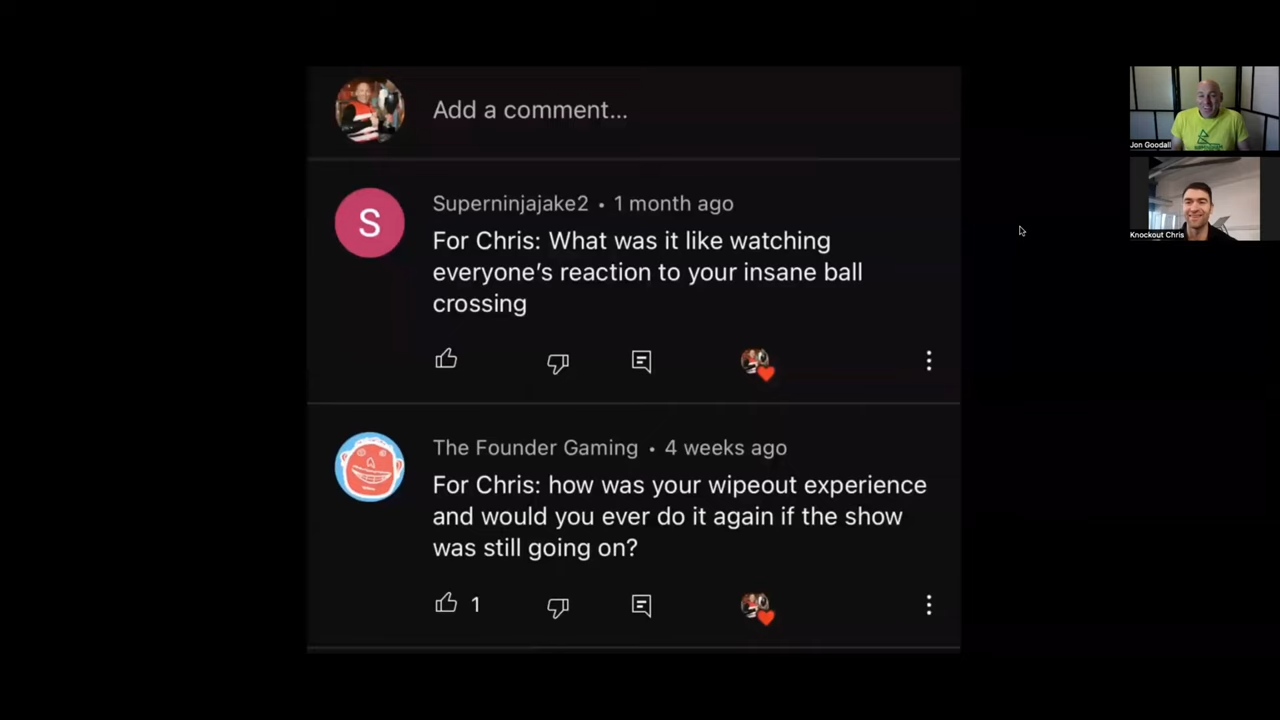 Add a comment...
Superninjajake2 • 1 month ago
S
For Chris: What was it like watching
everyone's reaction to your insane ball
crossing
The Founder Gaming • 4 weeks ago
For Chris: how was your wipeout experience
and would you ever do it again if the show
was still going on?
1
Jon Goodall
Knockout Chris